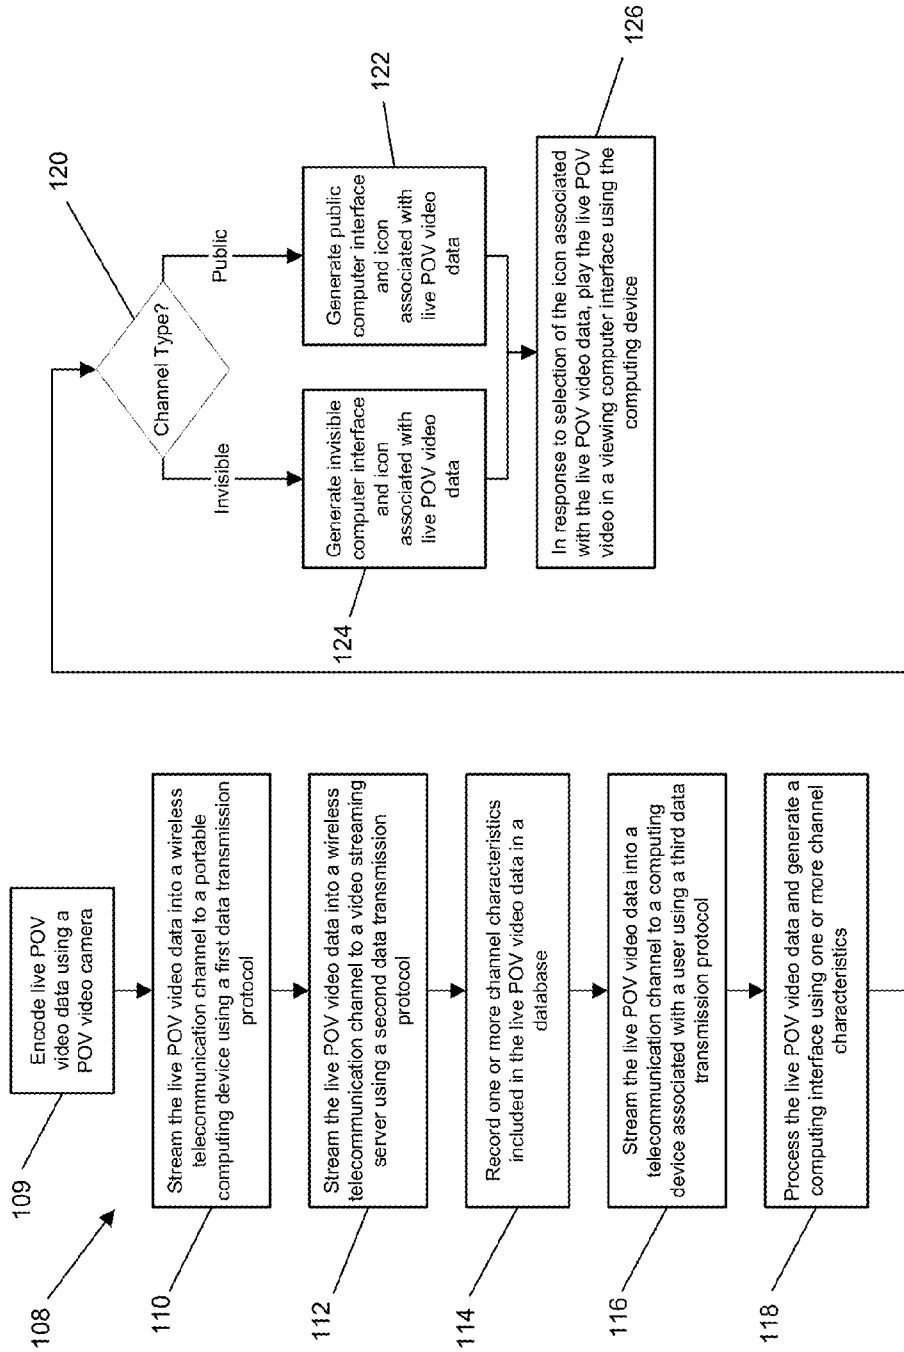 108
109
Encode live POV
video data using a
POV video camera
110
Stream the live POV video data into a wireless
telecommunication channel to a portable
computing device using a first data transmission
protocol
112
Stream the live POV video data into a wireless
telecommunication channel to a video streaming
server using a second data transmission
protocol
114
Record one or more channel characteristics
included in the live POV video data in a
database
116
Stream the live POV video data into a
telecommunication channel to a computing
device associated with a user using a third data
transmission protocol
118
Process the live POV video data and generate a
computing interface using one or more channel
characteristics
120
Channel Type?
Invisible
Public
124
Generate invisible
computer interface
and icon
associated with
live POV video
data
122
Generate public
computer interface
and icon
associated with
live POV video
data
126
In response to selection of the icon associated
with the live POV video data, play the live POV
video in a viewing computer interface using the
computing device